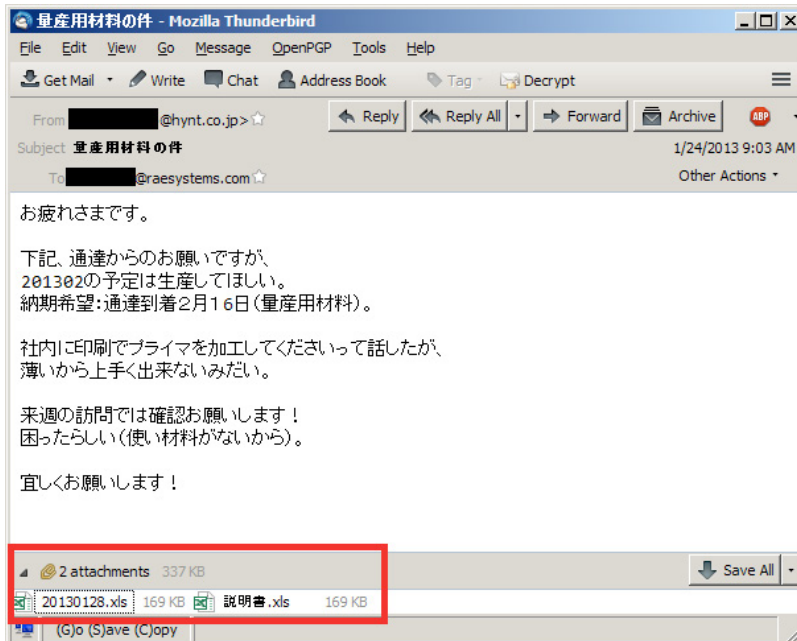 量産用材料の件 - Mozilla Thunderbird
File Edit View Go Message OpenPGP Tools Help
Get Mail Write Chat Address Book Tag Decrypt
From @hynt.co.jp> Reply Reply All Forward Archive ABP
Subject 量産用材料の件 1/24/2013 9:03 AM
To @raesystems.com Other Actions
お疲れさまです。
下記、通達からのお願いですが、
201302の予定は生産してほしい。
納期希望:通達到着2月16日(量産用材料)。
社内に印刷でプライマを加工してくださいって話したが、
薄いから上手く出来ないみだい。
来週の訪問では確認お願いします!
困ったらしい(使い材料がないから)。
宜しくお願いします!
2 attachments 337 KB Save All
20130128.xls 169 KB 説明書.xls 169 KB
(G)o (S)ave (C)opy